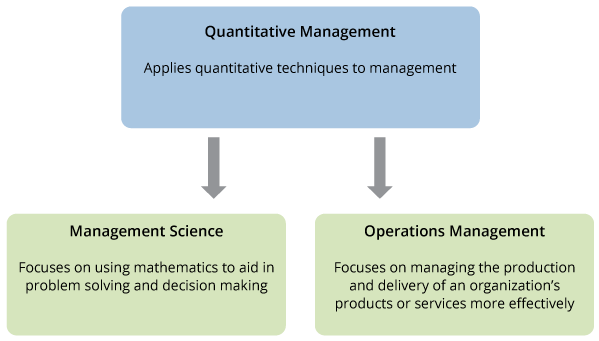 Quantitative Management
Applies quantitative techniques to management
Management Science
Focuses on using mathematics to aid in
problem solving and decision making
Operations Management
Focuses on managing the production
and delivery of an organization’s
products or services more effectively